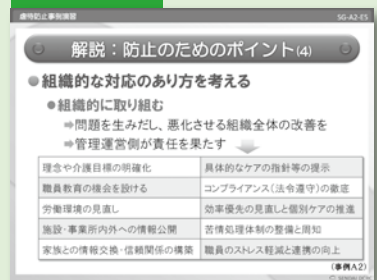 虐待防止事例演習
SG-A2-E5
解説：防止のためのポイント(4)
●組織的な対応のあり方を考える
●組織的に取り組む
⇒問題を生みだし、悪化させる組織全体の改善を
⇒管理運営側が責任を果たす
理念や介護目標の明確化
具体的なケアの指針等の提示
職員教育の機会を設ける
コンプライアンス（法令遵守）の徹底
労働環境の見直し
効率優先の見直しと個別ケアの推進
施設・事業所内外への情報公開
苦情処理体制の整備と周知
家族との情報交換・信頼関係の構築
職員のストレス軽減と連携の向上
（事例A2）